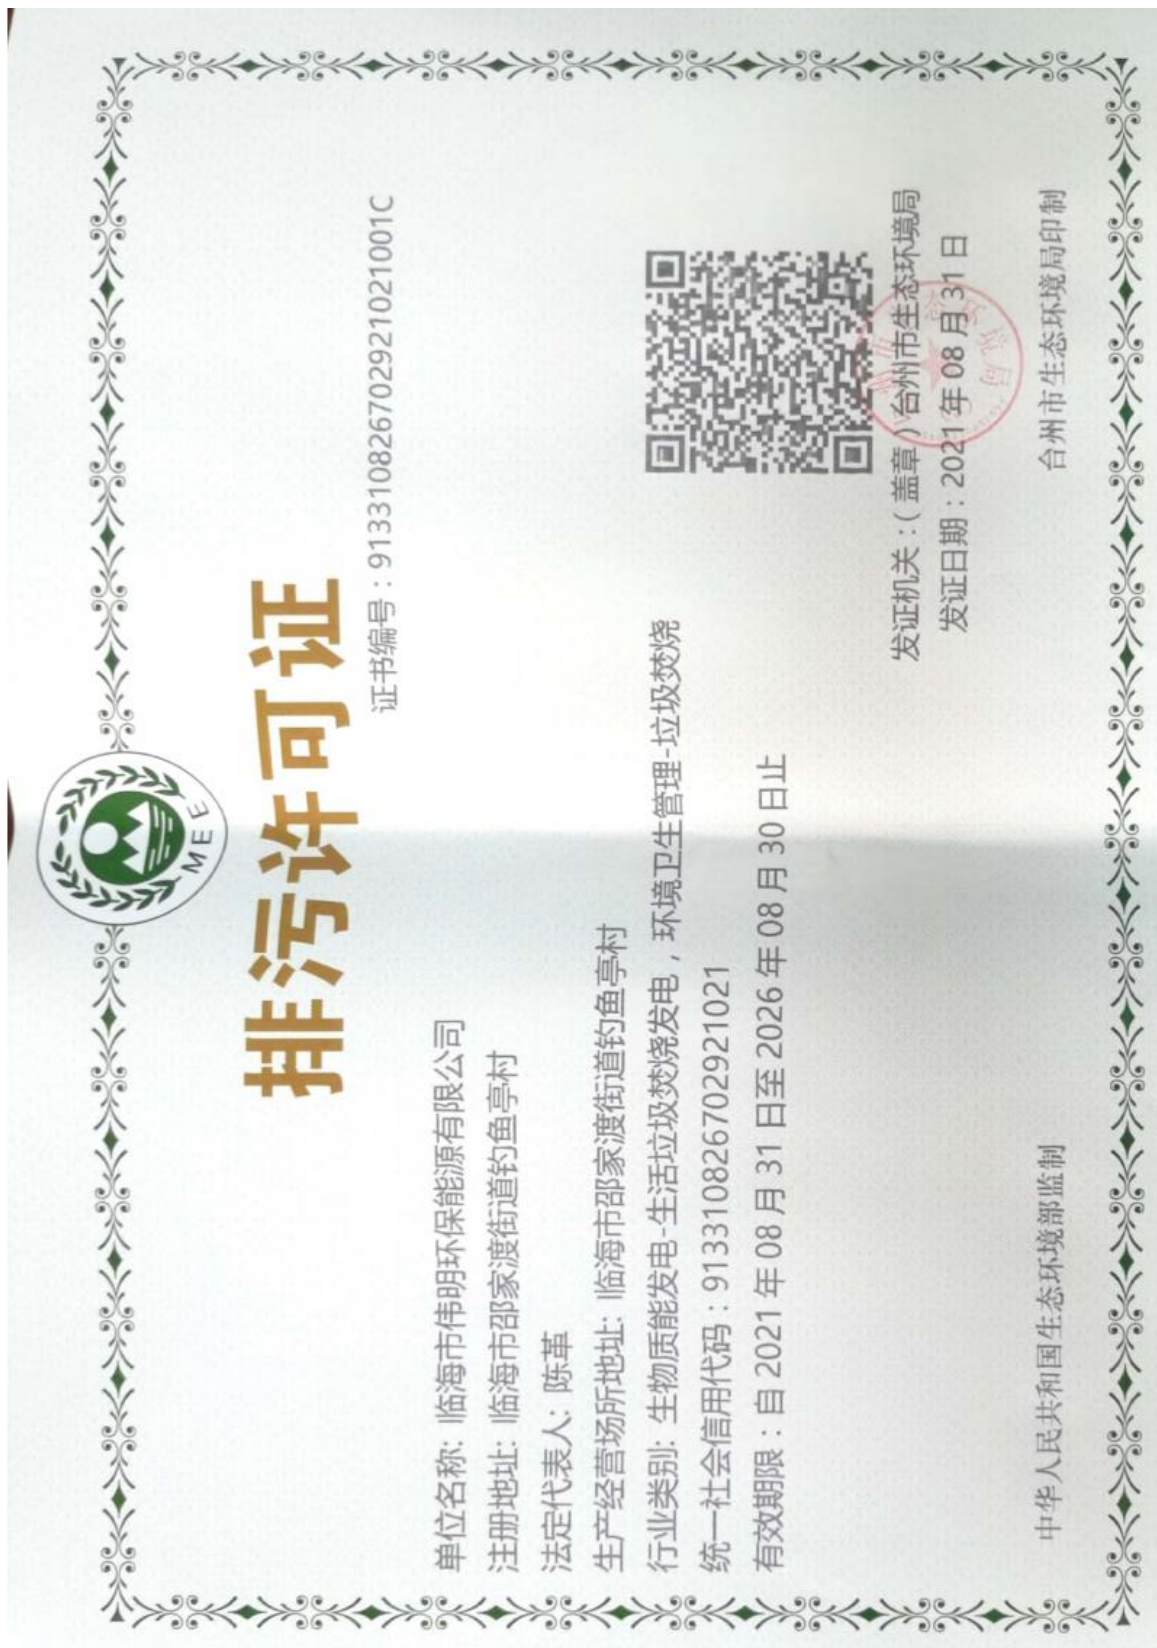 MEE
排污许可证
证书编号：91331082670292​1021001C
单位名称: 临海市伟明环保能源有限公司
注册地址: 临海市邵家渡街道钓鱼亭村
法定代表人: 陈革
生产经营场所地址: 临海市邵家渡街道钓鱼亭村
行业类别: 生物质能发电-生活垃圾焚烧发电，环境卫生管理-垃圾焚烧
统一社会信用代码：913310826702921021
有效期限：自 2021 年 08 月 31 日至 2026 年 08 月 30 日止
发证机关：（盖章）台州市生态环境局
发证日期：2021 年 08 月 31 日
中华人民共和国生态环境部监制
台州市生态环境局印制